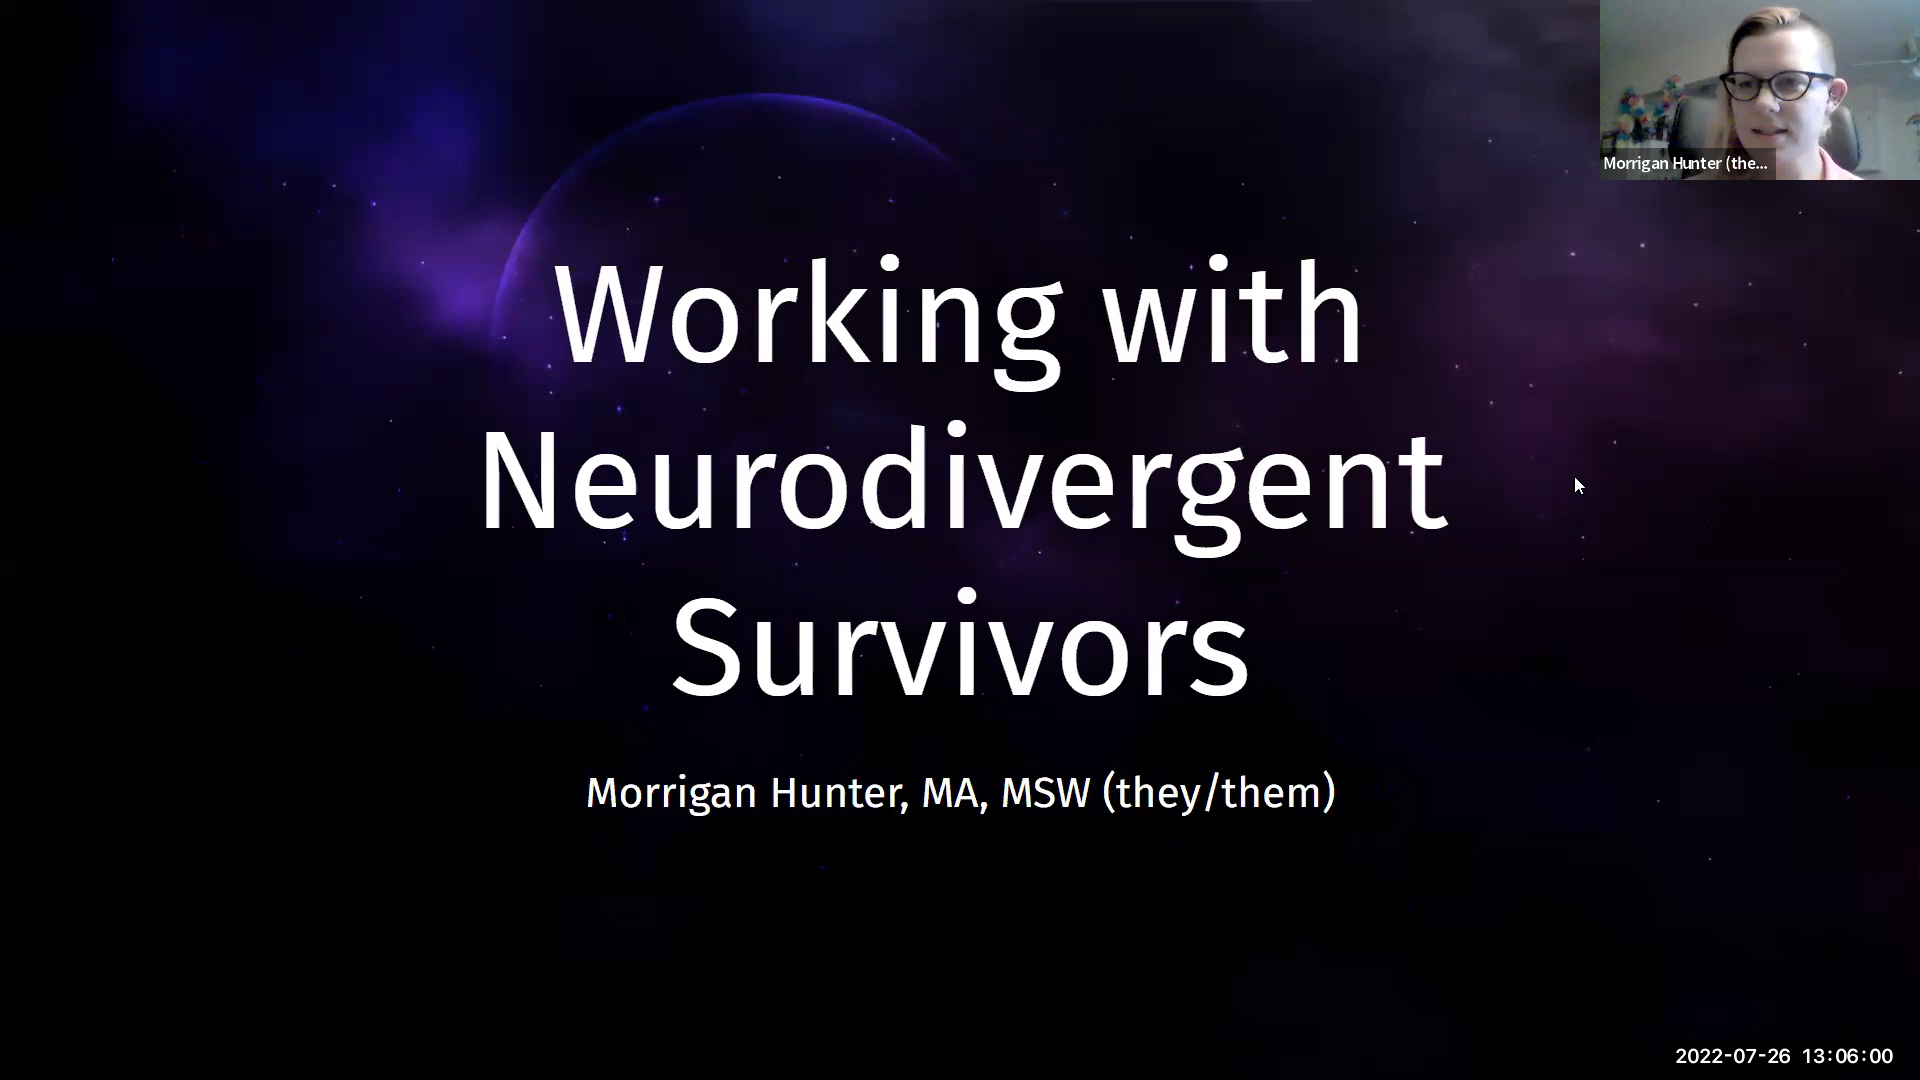 Morrigan Hunter (the...
Working with
Neurodivergent
Survivors
Morrigan Hunter, MA, MSW (they/them)
2022-07-26 13:06:00